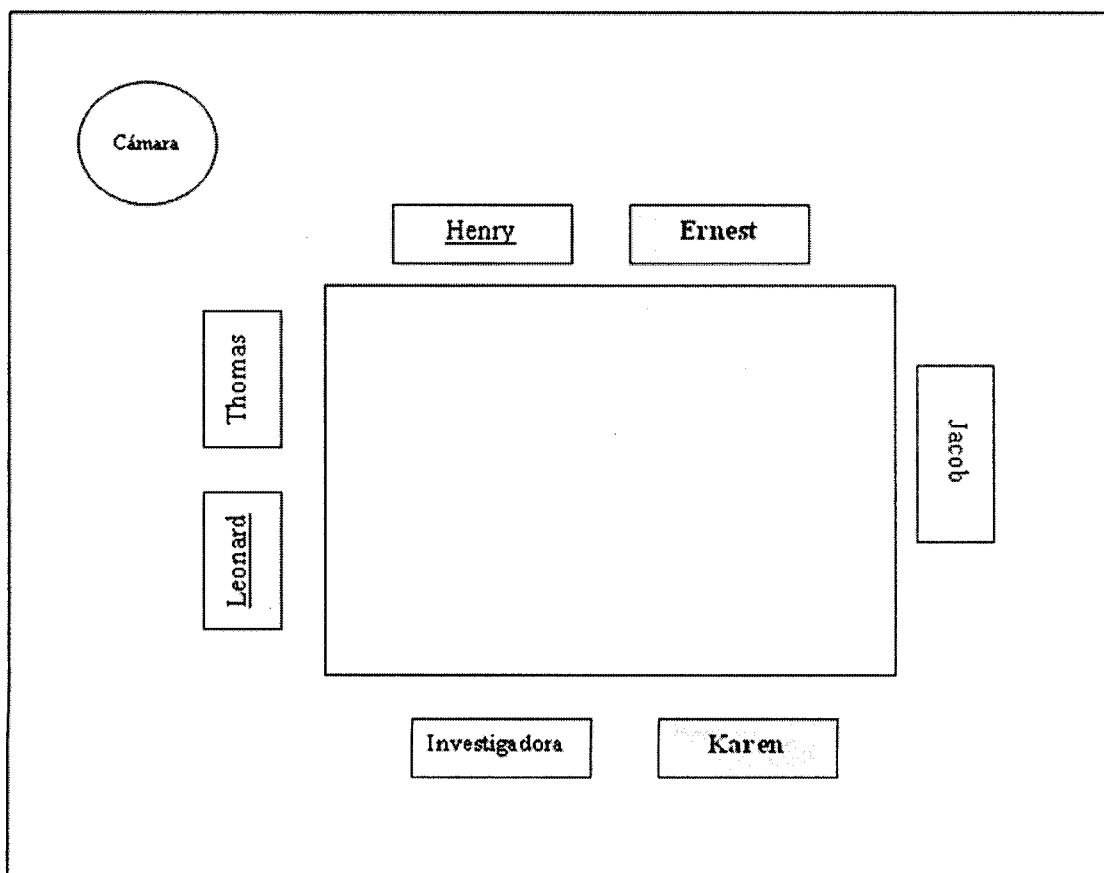 Cámara
Henry
Ernest
Thomas
Jacob
Leonard
Investigadora
Karen